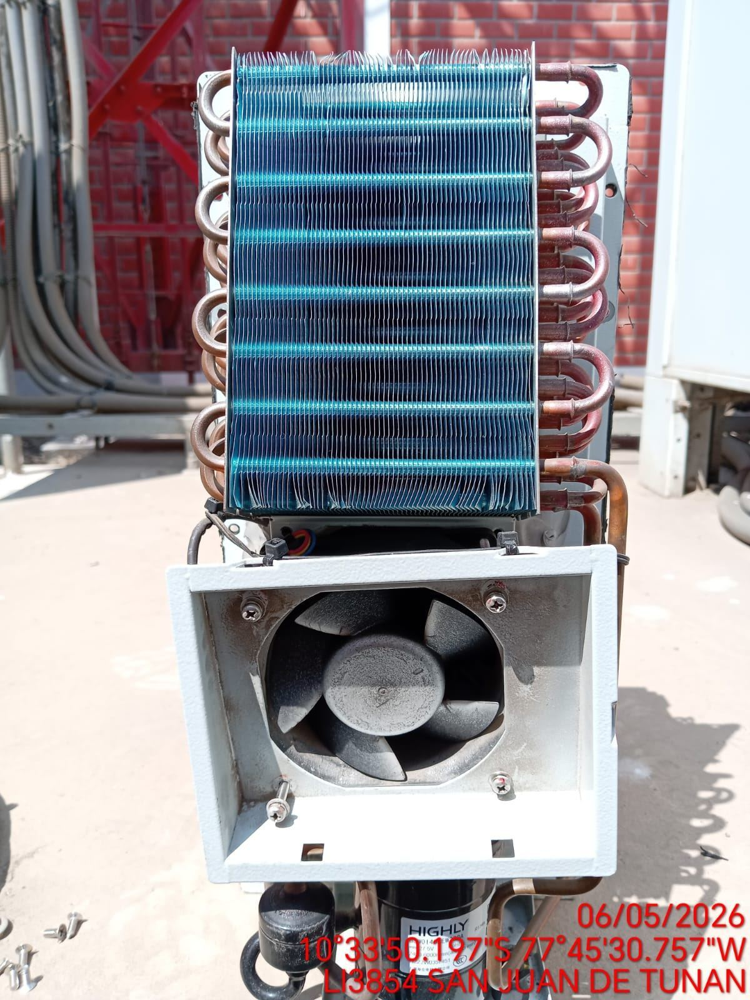 HIGHLY
06/05/2026
10°33'50.197"S 77°45'30.757"W
LI3854 SAN JUAN DE TUNAN